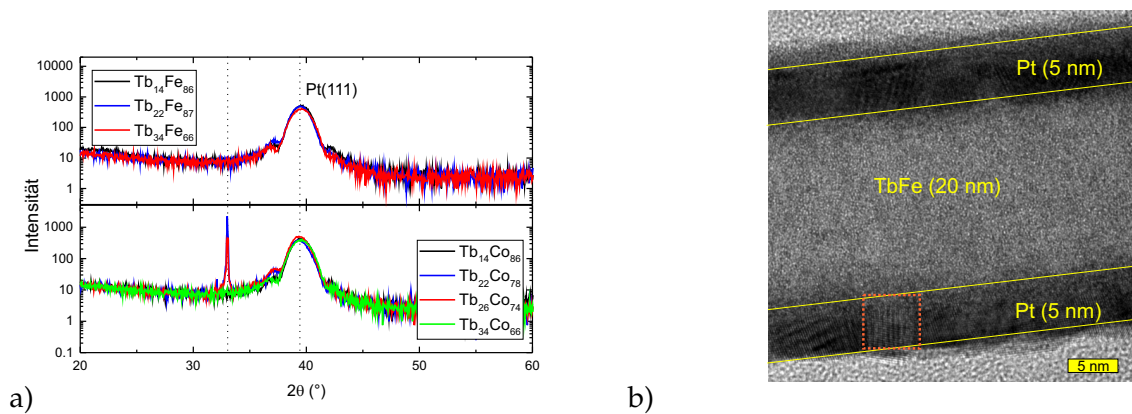 10000
1000
100
10
1
Tb14Fe86
Tb22Fe87
Tb34Fe66
Pt(111)
Intensität
1000
100
10
1
0.1
Tb14Co86
Tb22Co78
Tb26Co74
Tb34Co66
20 30 40 50 60
2θ (°)
a)
Pt (5 nm)
TbFe (20 nm)
Pt (5 nm)
5 nm
b)